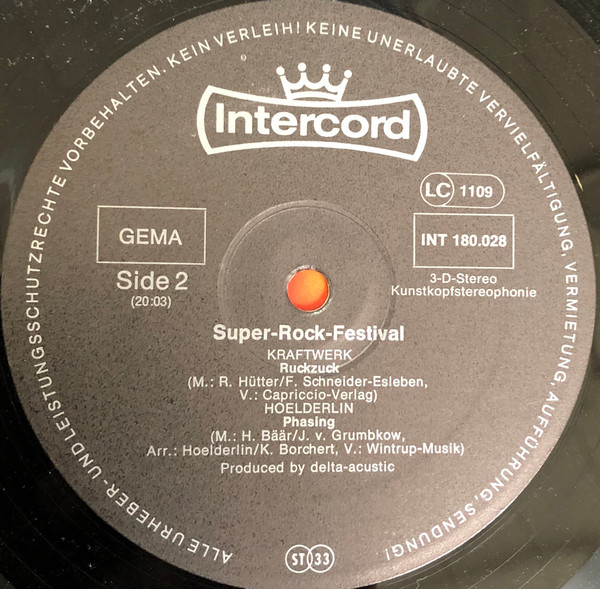 ALLE URHEBER- UND LEISTUNGSSCHUTZRECHTE VORBEHALTEN. KEIN VERLEIH! KEINE UNERLAUBTE VERVIELFÄLTIGUNG, VERMIETUNG, AUFFÜHRUNG, SENDUNG!
Intercord
LC 1109
GEMA
INT 180.028
Side 2
(20:03)
3-D-Stereo
Kunstkopfstereophonie
Super-Rock-Festival
KRAFTWERK
Ruckzuck
(M.: R. Hütter/F. Schneider-Esleben,
V.: Capriccio-Verlag)
HOELDERLIN
Phasing
(M.: H. Bäär/J. v. Grumbkow,
Arr.: Hoelderlin/K. Borchert, V.: Wintrup-Musik)
Produced by delta-acustic
ST 33